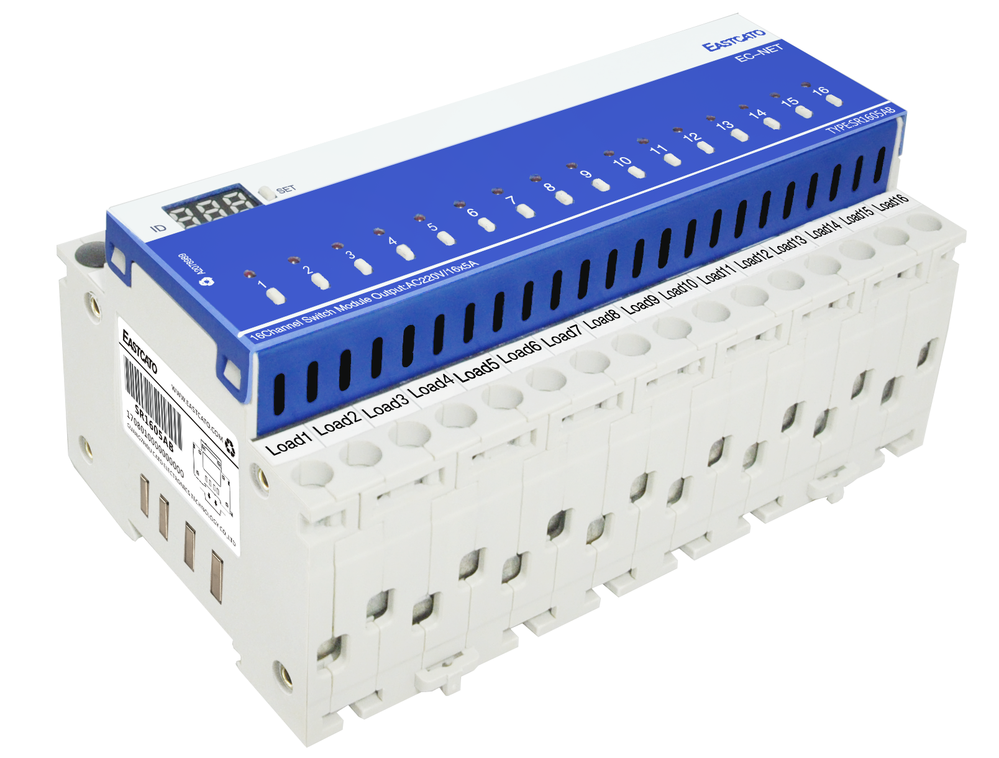 EASTCATO
EC-NET
ID
888
SET
1
2
3
4
5
6
7
8
9
10
11
12
13
14
15
16
A2078989
16Channel Switch Module Output:AC220V/16x5A
TYPE:SR1605AB
Load1
Load2
Load3
Load4
Load5
Load6
Load7
Load8
Load9
Load10
Load11
Load12
Load13
Load14
Load15
Load16
EASTCATO
WWW.EASTCATO.COM
SR1605AB
GUANGZHOU CATO ELECTRONICS TECHNOLOGY CO.,LTD